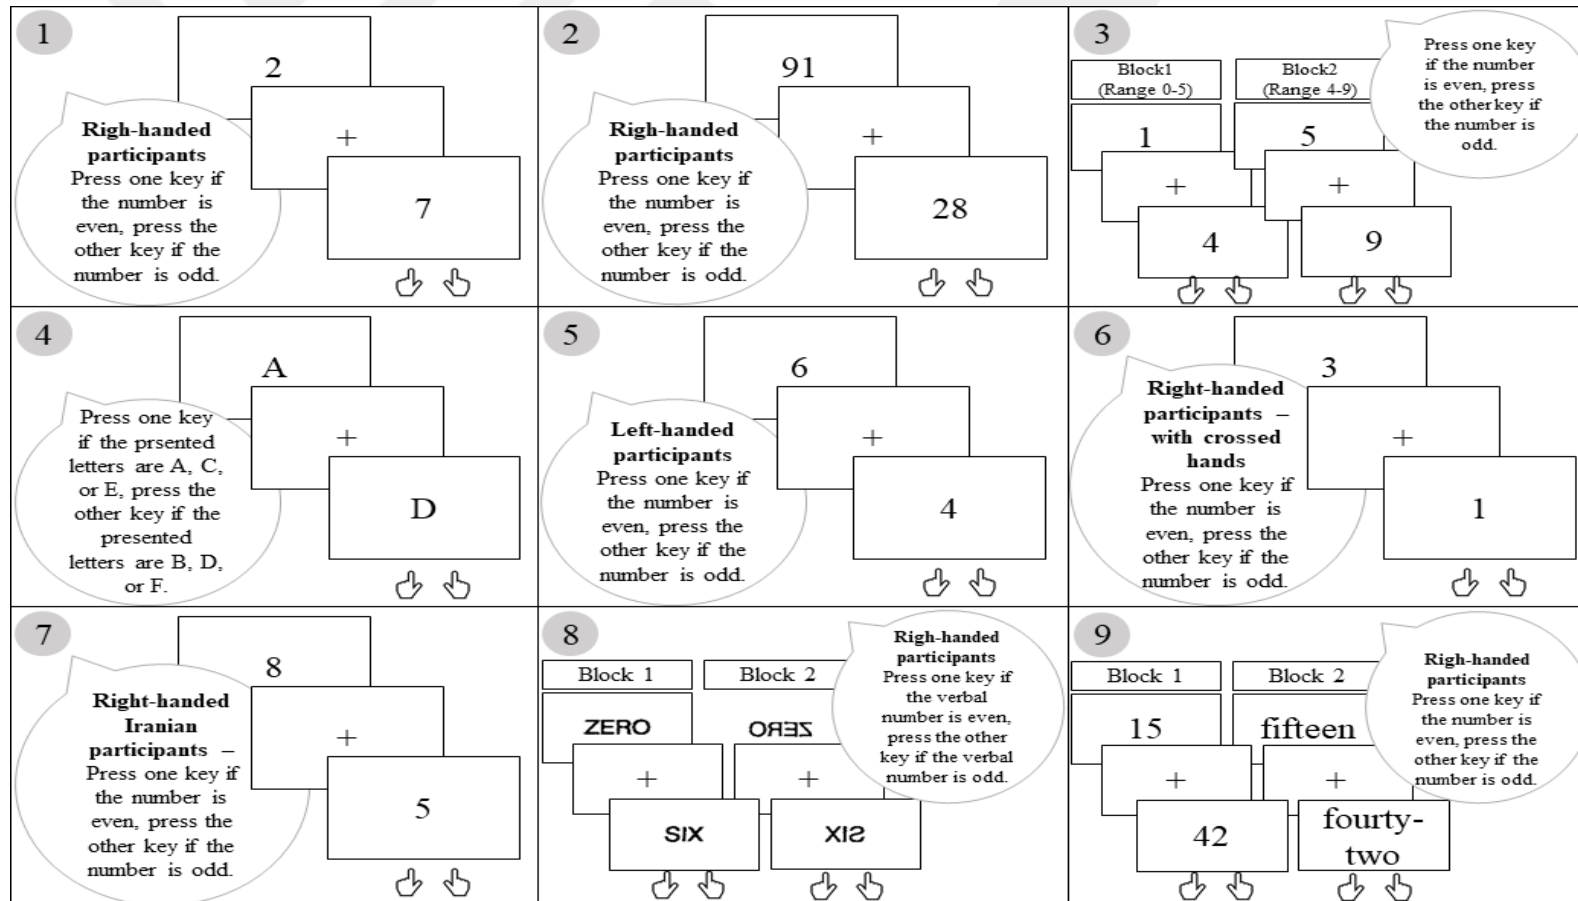 1
2
+
7
Righ-handed
participants
Press one key if
the number is
even, press the
other key if the
number is odd.
2
91
+
28
Righ-handed
participants
Press one key if
the number is
even, press the
other key if the
number is odd.
3
Block1
(Range 0-5)
1
+
4
Block2
(Range 4-9)
5
+
9
Press one key
if the number
is even, press
the other key if
the number is
odd.
4
A
+
D
Press one key
if the prsented
letters are A, C,
or E, press the
other key if the
presented
letters are B, D,
or F.
5
6
+
4
Left-handed
participants
Press one key if
the number is
even, press the
other key if the
number is odd.
6
3
+
1
Right-handed
participants –
with crossed
hands
Press one key if
the number is
even, press the
other key if the
number is odd.
7
8
+
5
Right-handed
Iranian
participants –
Press one key if
the number is
even, press the
other key if the
number is odd.
8
Block 1
ZERO
+
SIX
Block 2
OЯƎZ
+
XIS
Righ-handed
participants
Press one key if
the verbal
number is even,
press the other
key if the verbal
number is odd.
9
Block 1
15
+
42
Block 2
fifteen
+
fourty-
two
Righ-handed
participants
Press one key if
the number is
even, press the
other key if the
number is odd.